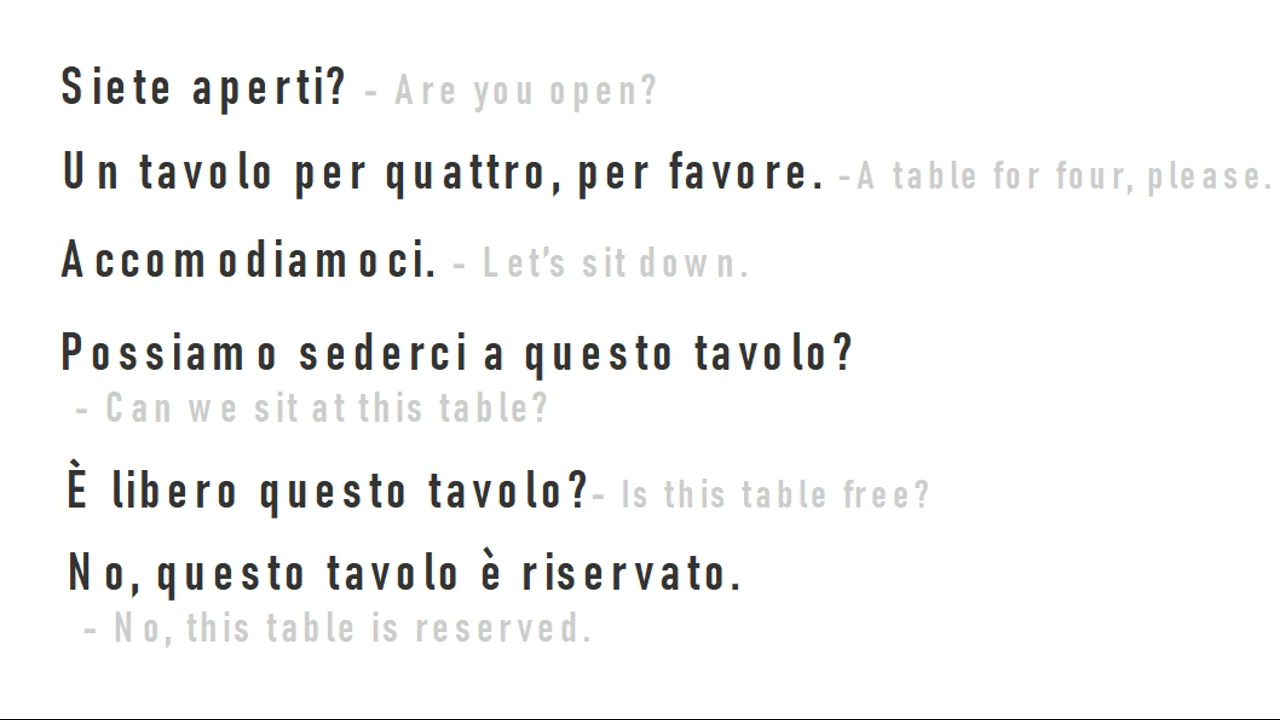 Siete aperti? - Are you open?
Un tavolo per quattro, per favore. -A table for four, please.
Accomodiamoci. - Let’s sit down.
Possiamo sederci a questo tavolo?
- Can we sit at this table?
È libero questo tavolo?- Is this table free?
No, questo tavolo è riservato.
- No, this table is reserved.